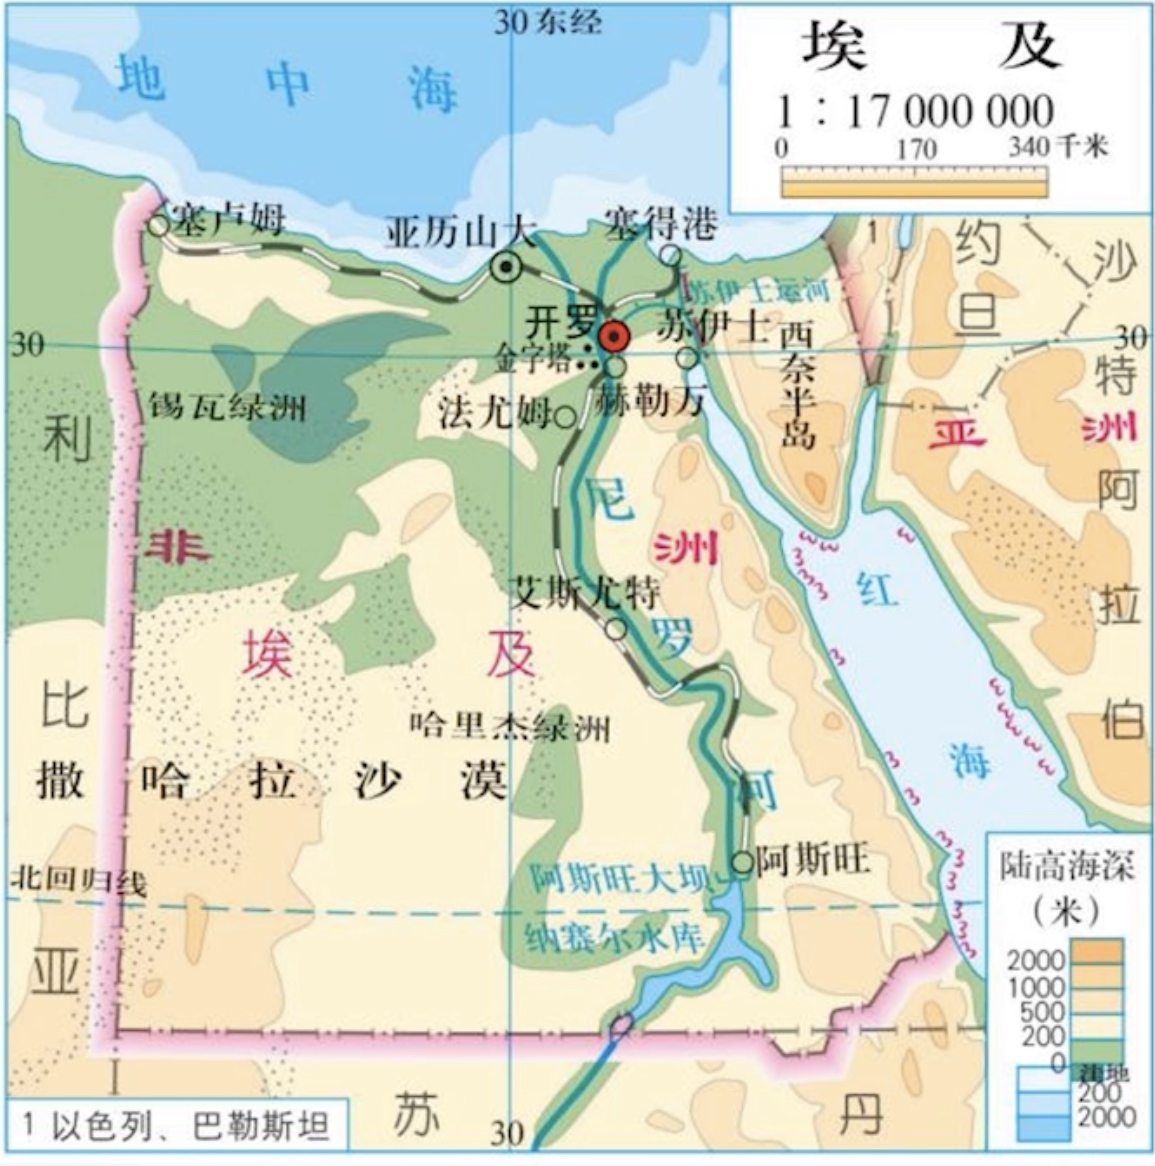 30东经
埃 及
1：17 000 000
0 170 340千米
地 中 海
塞卢姆
亚历山大
塞得港
1
约旦
沙特阿拉伯
苏伊士运河
开罗
苏伊士
西奈半岛
30
30
金字塔
赫勒万
锡瓦绿洲
法尤姆
亚 洲
利比亚
尼罗河
非 洲
红海
艾斯尤特
埃 及
哈里杰绿洲
撒哈拉沙漠
北回归线
阿斯旺大坝
阿斯旺
纳赛尔水库
陆高海深
（米）
2000
1000
500
200
0
洼地
200
2000
苏 丹
30
1 以色列、巴勒斯坦